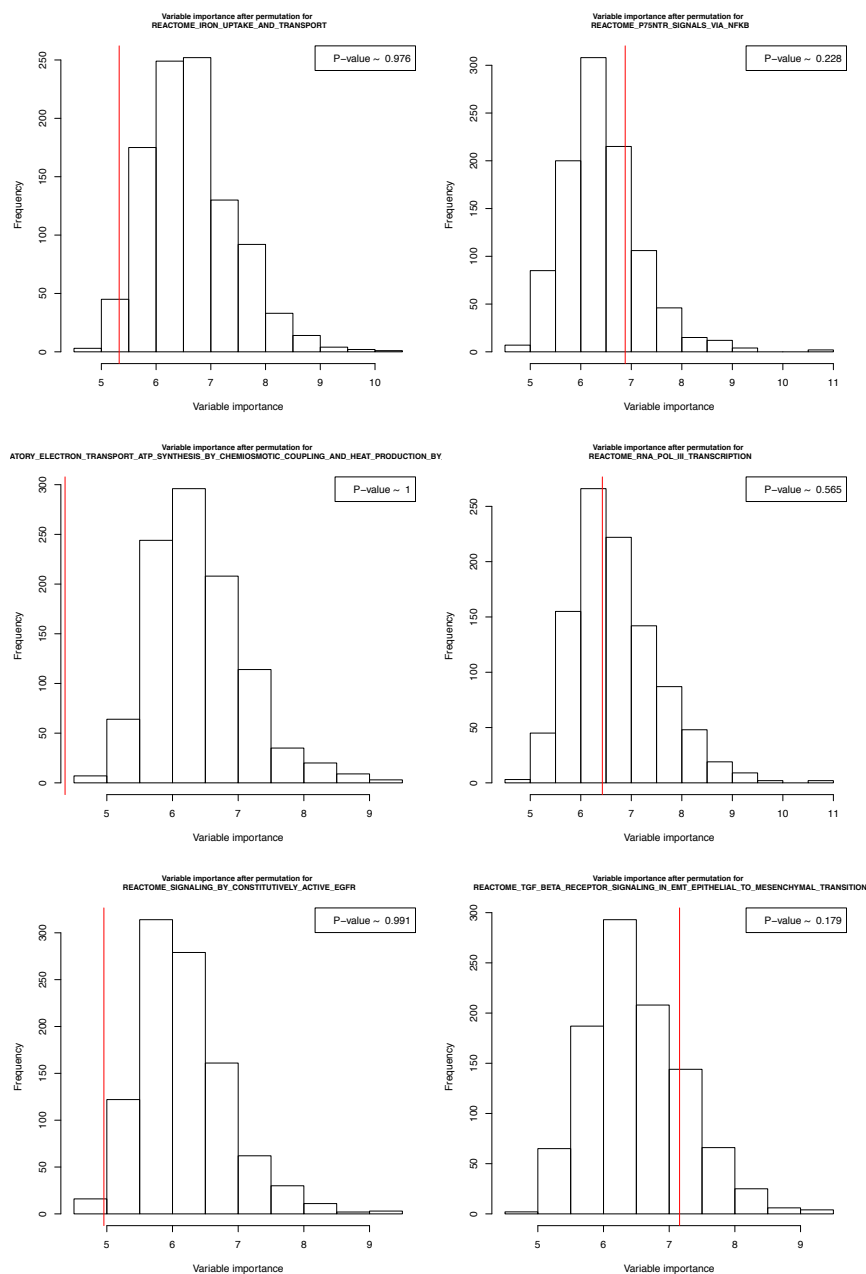 Variable importance after permutation for
REACTOME_IRON_UPTAKE_AND_TRANSPORT
P−value ~ 0.976
Frequency
0 50 100 150 200 250
5 6 7 8 9 10
Variable importance
Variable importance after permutation for
REACTOME_P75NTR_SIGNALS_VIA_NFKB
P−value ~ 0.228
Frequency
0 50 100 150 200 250 300
5 6 7 8 9 10 11
Variable importance
Variable importance after permutation for
ATORY_ELECTRON_TRANSPORT_ATP_SYNTHESIS_BY_CHEMIOSMOTIC_COUPLING_AND_HEAT_PRODUCTION_BY
P−value ~ 1
Frequency
0 50 100 150 200 250 300
5 6 7 8 9
Variable importance
Variable importance after permutation for
REACTOME_RNA_POL_III_TRANSCRIPTION
P−value ~ 0.565
Frequency
0 50 100 150 200 250
5 6 7 8 9 10 11
Variable importance
Variable importance after permutation for
REACTOME_SIGNALING_BY_CONSTITUTIVELY_ACTIVE_EGFR
P−value ~ 0.991
Frequency
0 50 100 150 200 250 300
5 6 7 8 9
Variable importance
Variable importance after permutation for
REACTOME_TGF_BETA_RECEPTOR_SIGNALING_IN_EMT_EPITHELIAL_TO_MESENCHYMAL_TRANSITION
P−value ~ 0.179
Frequency
0 50 100 150 200 250 300
5 6 7 8 9
Variable importance